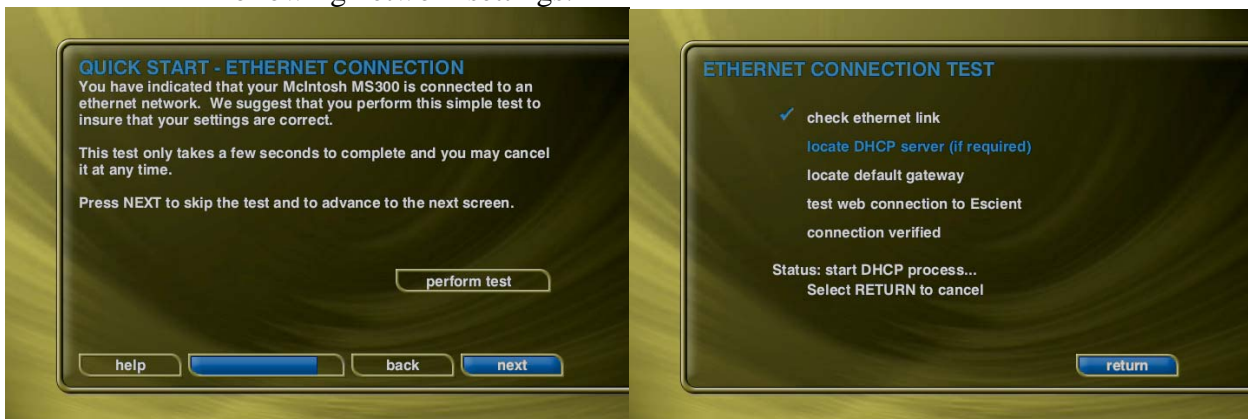 following network settings.
QUICK START - ETHERNET CONNECTION
You have indicated that your McIntosh MS300 is connected to an
ethernet network. We suggest that you perform this simple test to
insure that your settings are correct.
This test only takes a few seconds to complete and you may cancel
it at any time.
Press NEXT to skip the test and to advance to the next screen.
perform test
help
back
next
ETHERNET CONNECTION TEST
✓ check ethernet link
locate DHCP server (if required)
locate default gateway
test web connection to Escient
connection verified
Status: start DHCP process...
Select RETURN to cancel
return